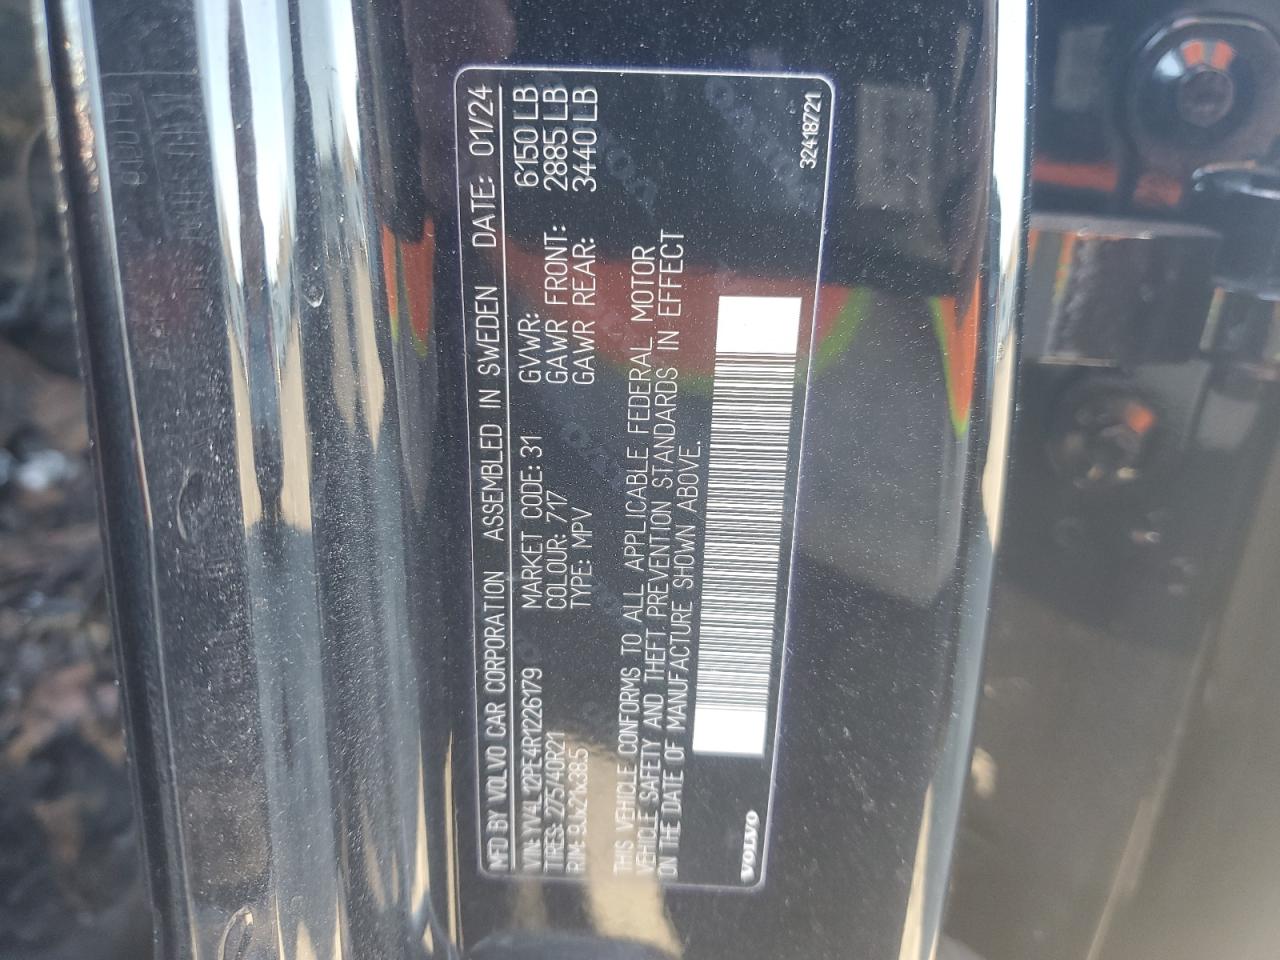 MFD BY VOLVO CAR CORPORATION ASSEMBLED IN SWEDEN DATE: 01/24
VIN: YV4L12PE4R1226179 MARKET CODE: 31 GVWR: 6150 LB
TIRES: 275/40R21 COLOUR: 717 GAWR FRONT: 2885 LB
RIM: 9Jx21x38.5 TYPE: MPV GAWR REAR: 3440 LB
THIS VEHICLE CONFORMS TO ALL APPLICABLE FEDERAL MOTOR
VEHICLE SAFETY AND THEFT PREVENTION STANDARDS IN EFFECT
ON THE DATE OF MANUFACTURE SHOWN ABOVE.
VOLVO 32418721